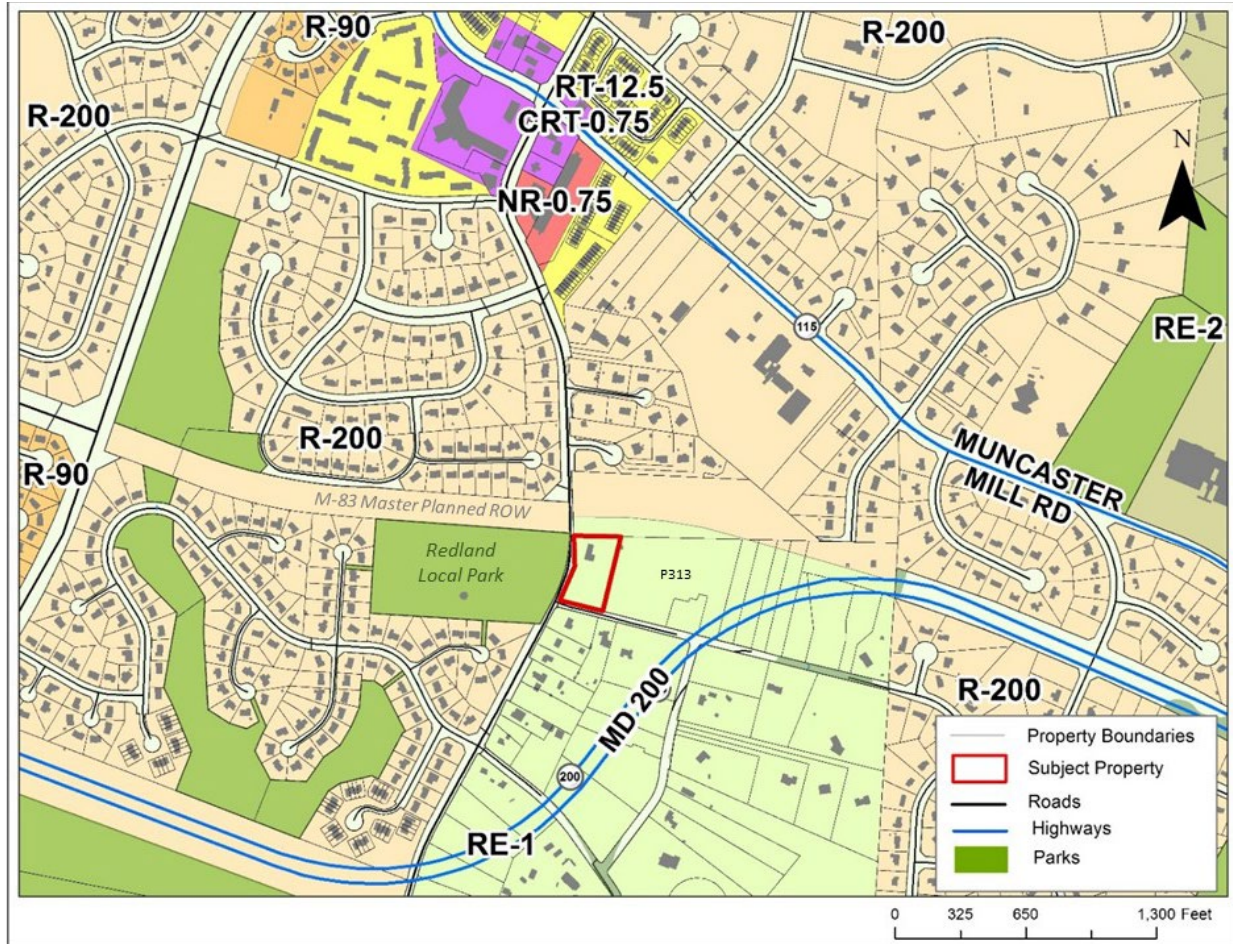 R-90
R-200
R-200
RT-12.5
CRT-0.75
N
NR-0.75
RE-2
115
R-200
R-90
MUNCASTER
MILL RD
M-83 Master Planned ROW
Redland
Local Park
P313
R-200
MD 200
200
RE-1
Property Boundaries
Subject Property
Roads
Highways
Parks
0 325 650 1,300 Feet